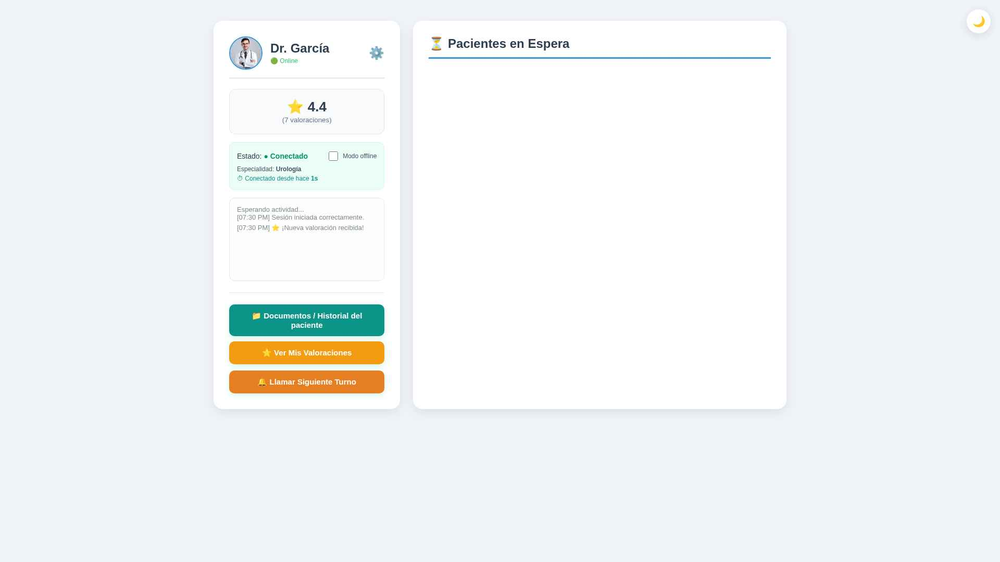 Dr. García
🟢 Online
⭐ 4.4
(7 valoraciones)
Estado: ● Conectado
Modo offline
Especialidad: Urología
⏱ Conectado desde hace 1s
Esperando actividad...
[07:30 PM] Sesión iniciada correctamente.
[07:30 PM] ⭐ ¡Nueva valoración recibida!
📁 Documentos / Historial del
paciente
⭐ Ver Mis Valoraciones
🔔 Llamar Siguiente Turno
⏳ Pacientes en Espera